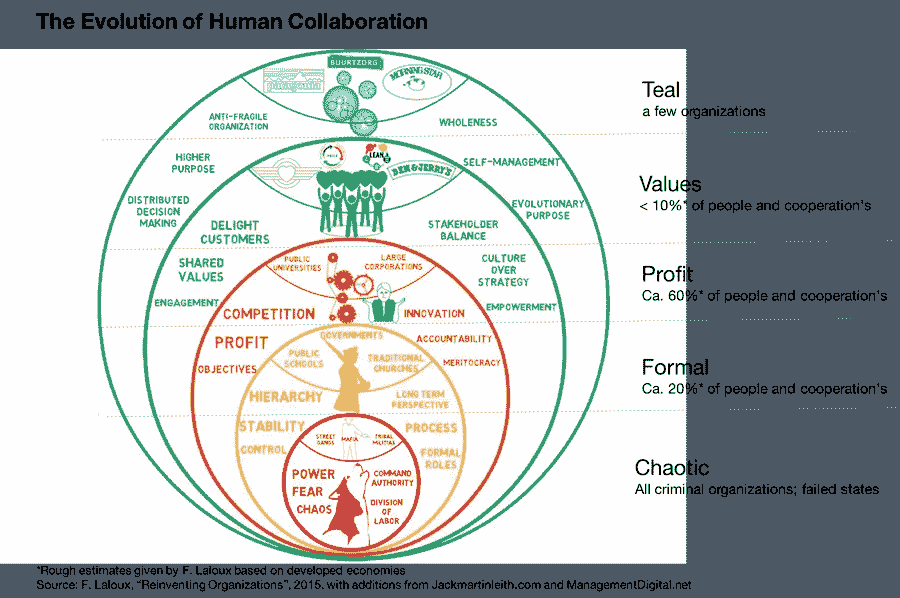 The Evolution of Human Collaboration
BUURTZORG
patagonia
MORNING STAR
ANTI-FRAGILE
ORGANIZATION
WHOLENESS
Teal
a few organizations
HIGHER
PURPOSE
LEAN
BEN & JERRY'S
SELF-MANAGEMENT
Values
< 10%* of people and cooperation's
DISTRIBUTED
DECISION
MAKING
EVOLUTIONARY
PURPOSE
DELIGHT
CUSTOMERS
STAKEHOLDER
BALANCE
SHARED
VALUES
PUBLIC
UNIVERSITIES
LARGE
CORPORATIONS
CULTURE
OVER
STRATEGY
Profit
Ca. 60%* of people and cooperation's
ENGAGEMENT
EMPOWERMENT
COMPETITION
INNOVATION
PROFIT
GOVERNMENTS
ACCOUNTABILITY
OBJECTIVES
PUBLIC
SCHOOLS
TRADITIONAL
CHURCHES
MERITOCRACY
Formal
Ca. 20%* of people and cooperation's
HIERARCHY
LONG TERM
PERSPECTIVE
STABILITY
PROCESS
CONTROL
STREET
GANGS
MAFIA
TRIBAL
MILITIAS
FORMAL
ROLES
Chaotic
All criminal organizations; failed states
POWER
FEAR
CHAOS
COMMAND
AUTHORITY
DIVISION
OF
LABOR
*Rough estimates given by F. Laloux based on developed economies
Source: F. Laloux, "Reinventing Organizations", 2015, with additions from Jackmartinleith.com and ManagementDigital.net